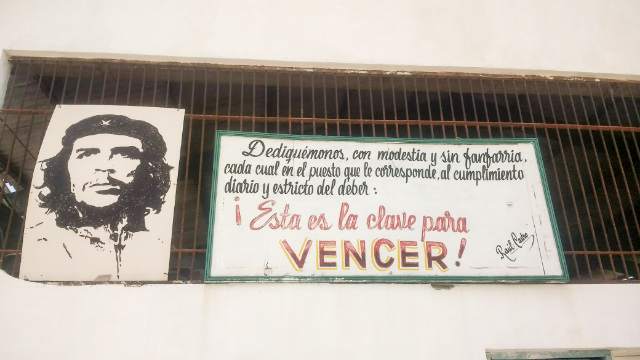 Dediquémonos, con modestia y sin fanfarria,
cada cual en el puesto que le corresponde, al cumplimiento
diario y estricto del deber:
¡Esta es la clave para
VENCER!
Raúl Castro